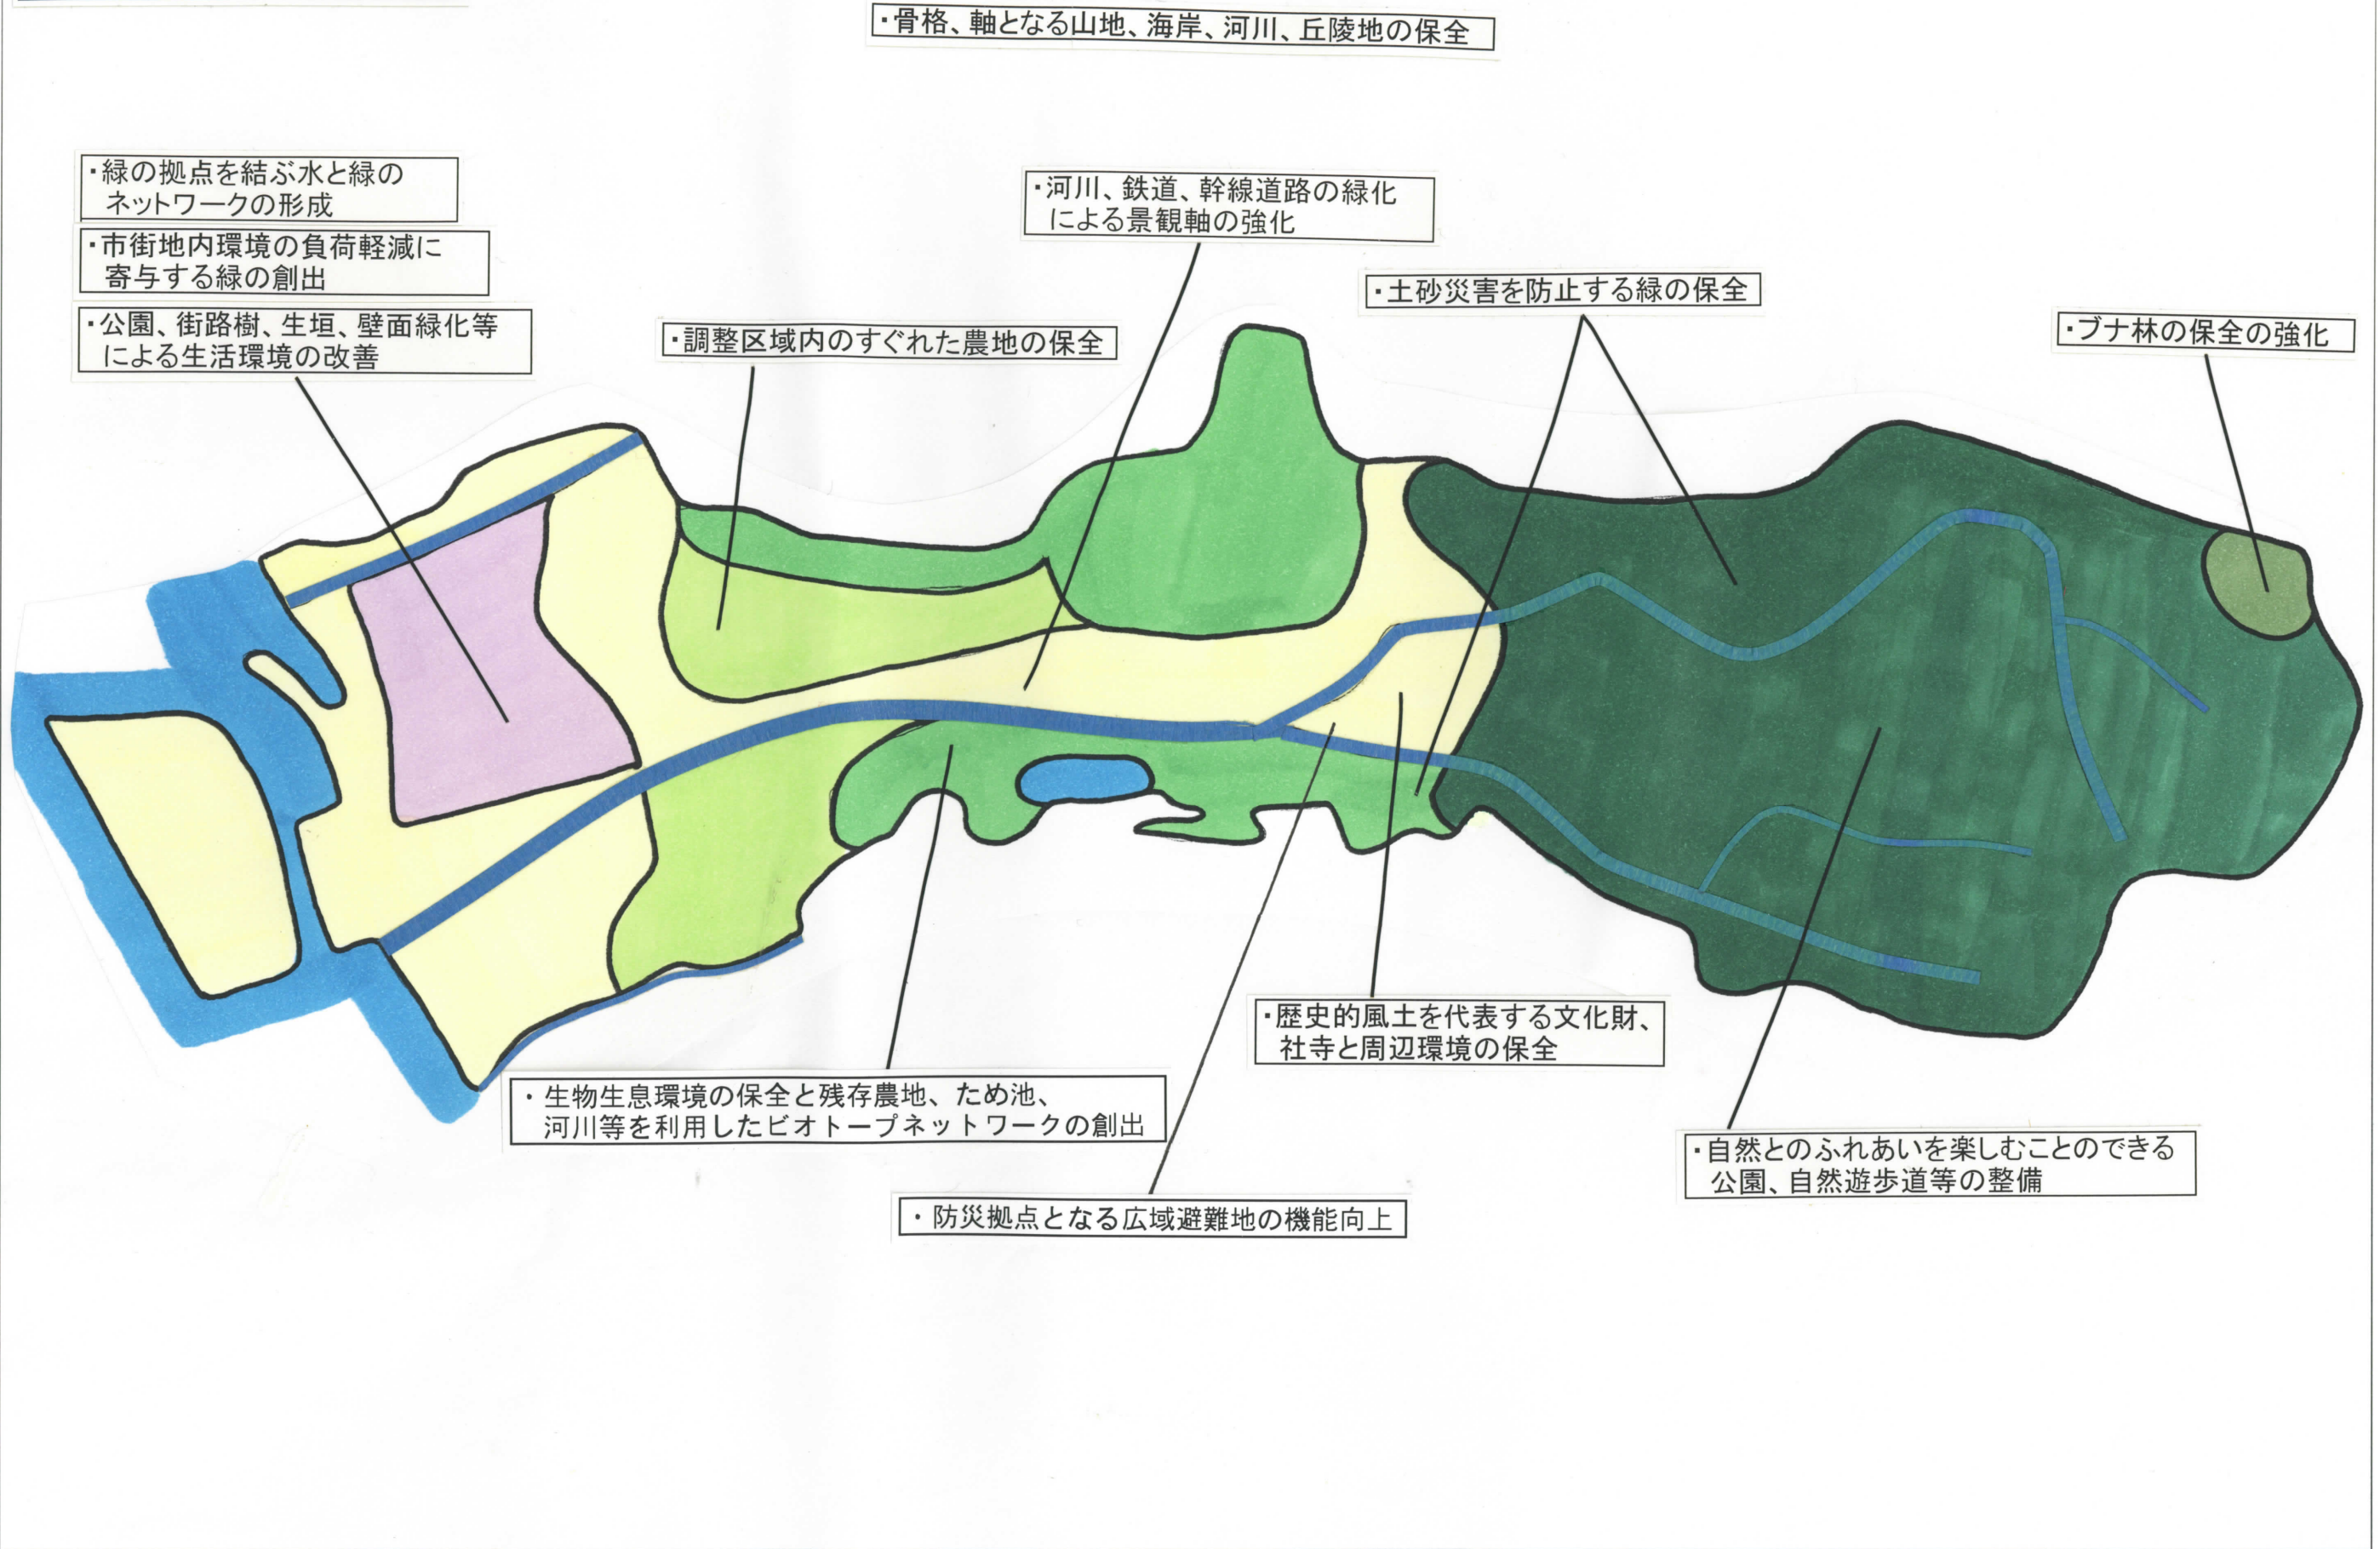 ・骨格、軸となる山地、海岸、河川、丘陵地の保全
・緑の拠点を結ぶ水と緑の
ネットワークの形成
・市街地内環境の負荷軽減に
寄与する緑の創出
・公園、街路樹、生垣、壁面緑化等
による生活環境の改善
・調整区域内のすぐれた農地の保全
・河川、鉄道、幹線道路の緑化
による景観軸の強化
・土砂災害を防止する緑の保全
・ブナ林の保全の強化
・歴史的風土を代表する文化財、
社寺と周辺環境の保全
・生物生息環境の保全と残存農地、ため池、
河川等を利用したビオトープネットワークの創出
・自然とのふれあいを楽しむことのできる
公園、自然遊歩道等の整備
・防災拠点となる広域避難地の機能向上